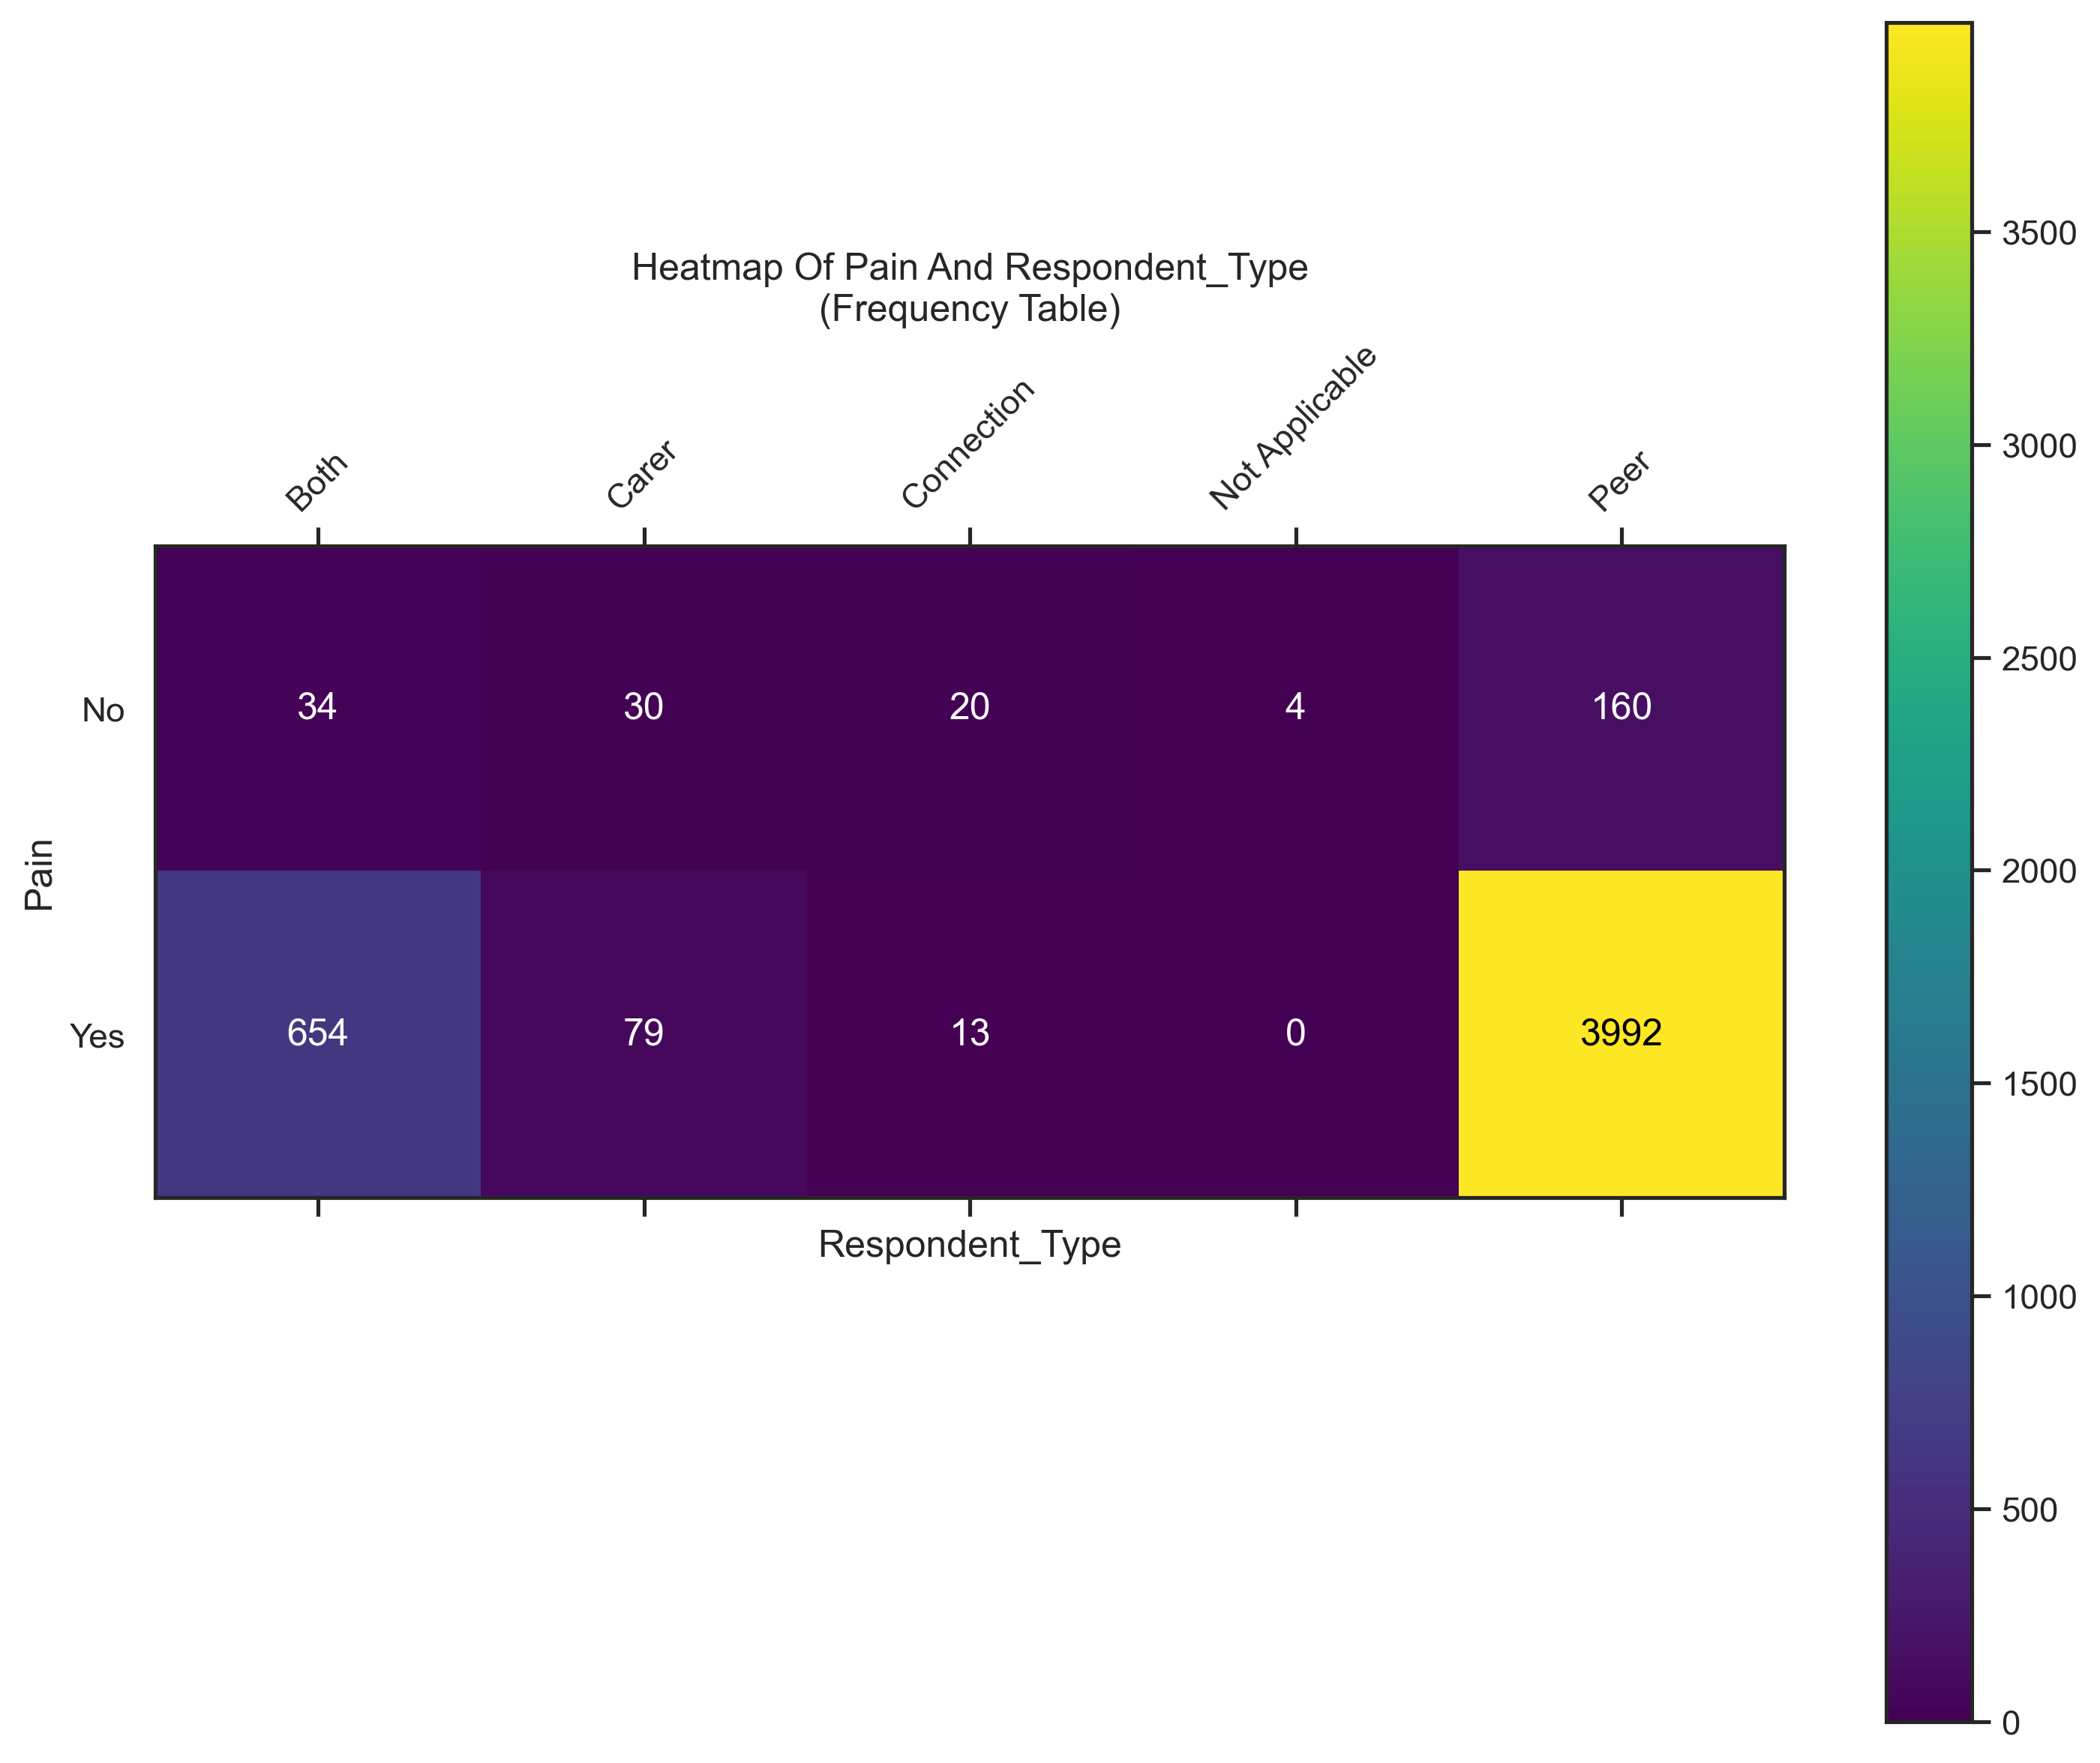 Heatmap Of Pain And Respondent_Type
(Frequency Table)
Both Carer Connection Not Applicable Peer
No 34 30 20 4 160
Pain
Yes 654 79 13 0 3992
Respondent_Type
3500
3000
2500
2000
1500
1000
500
0